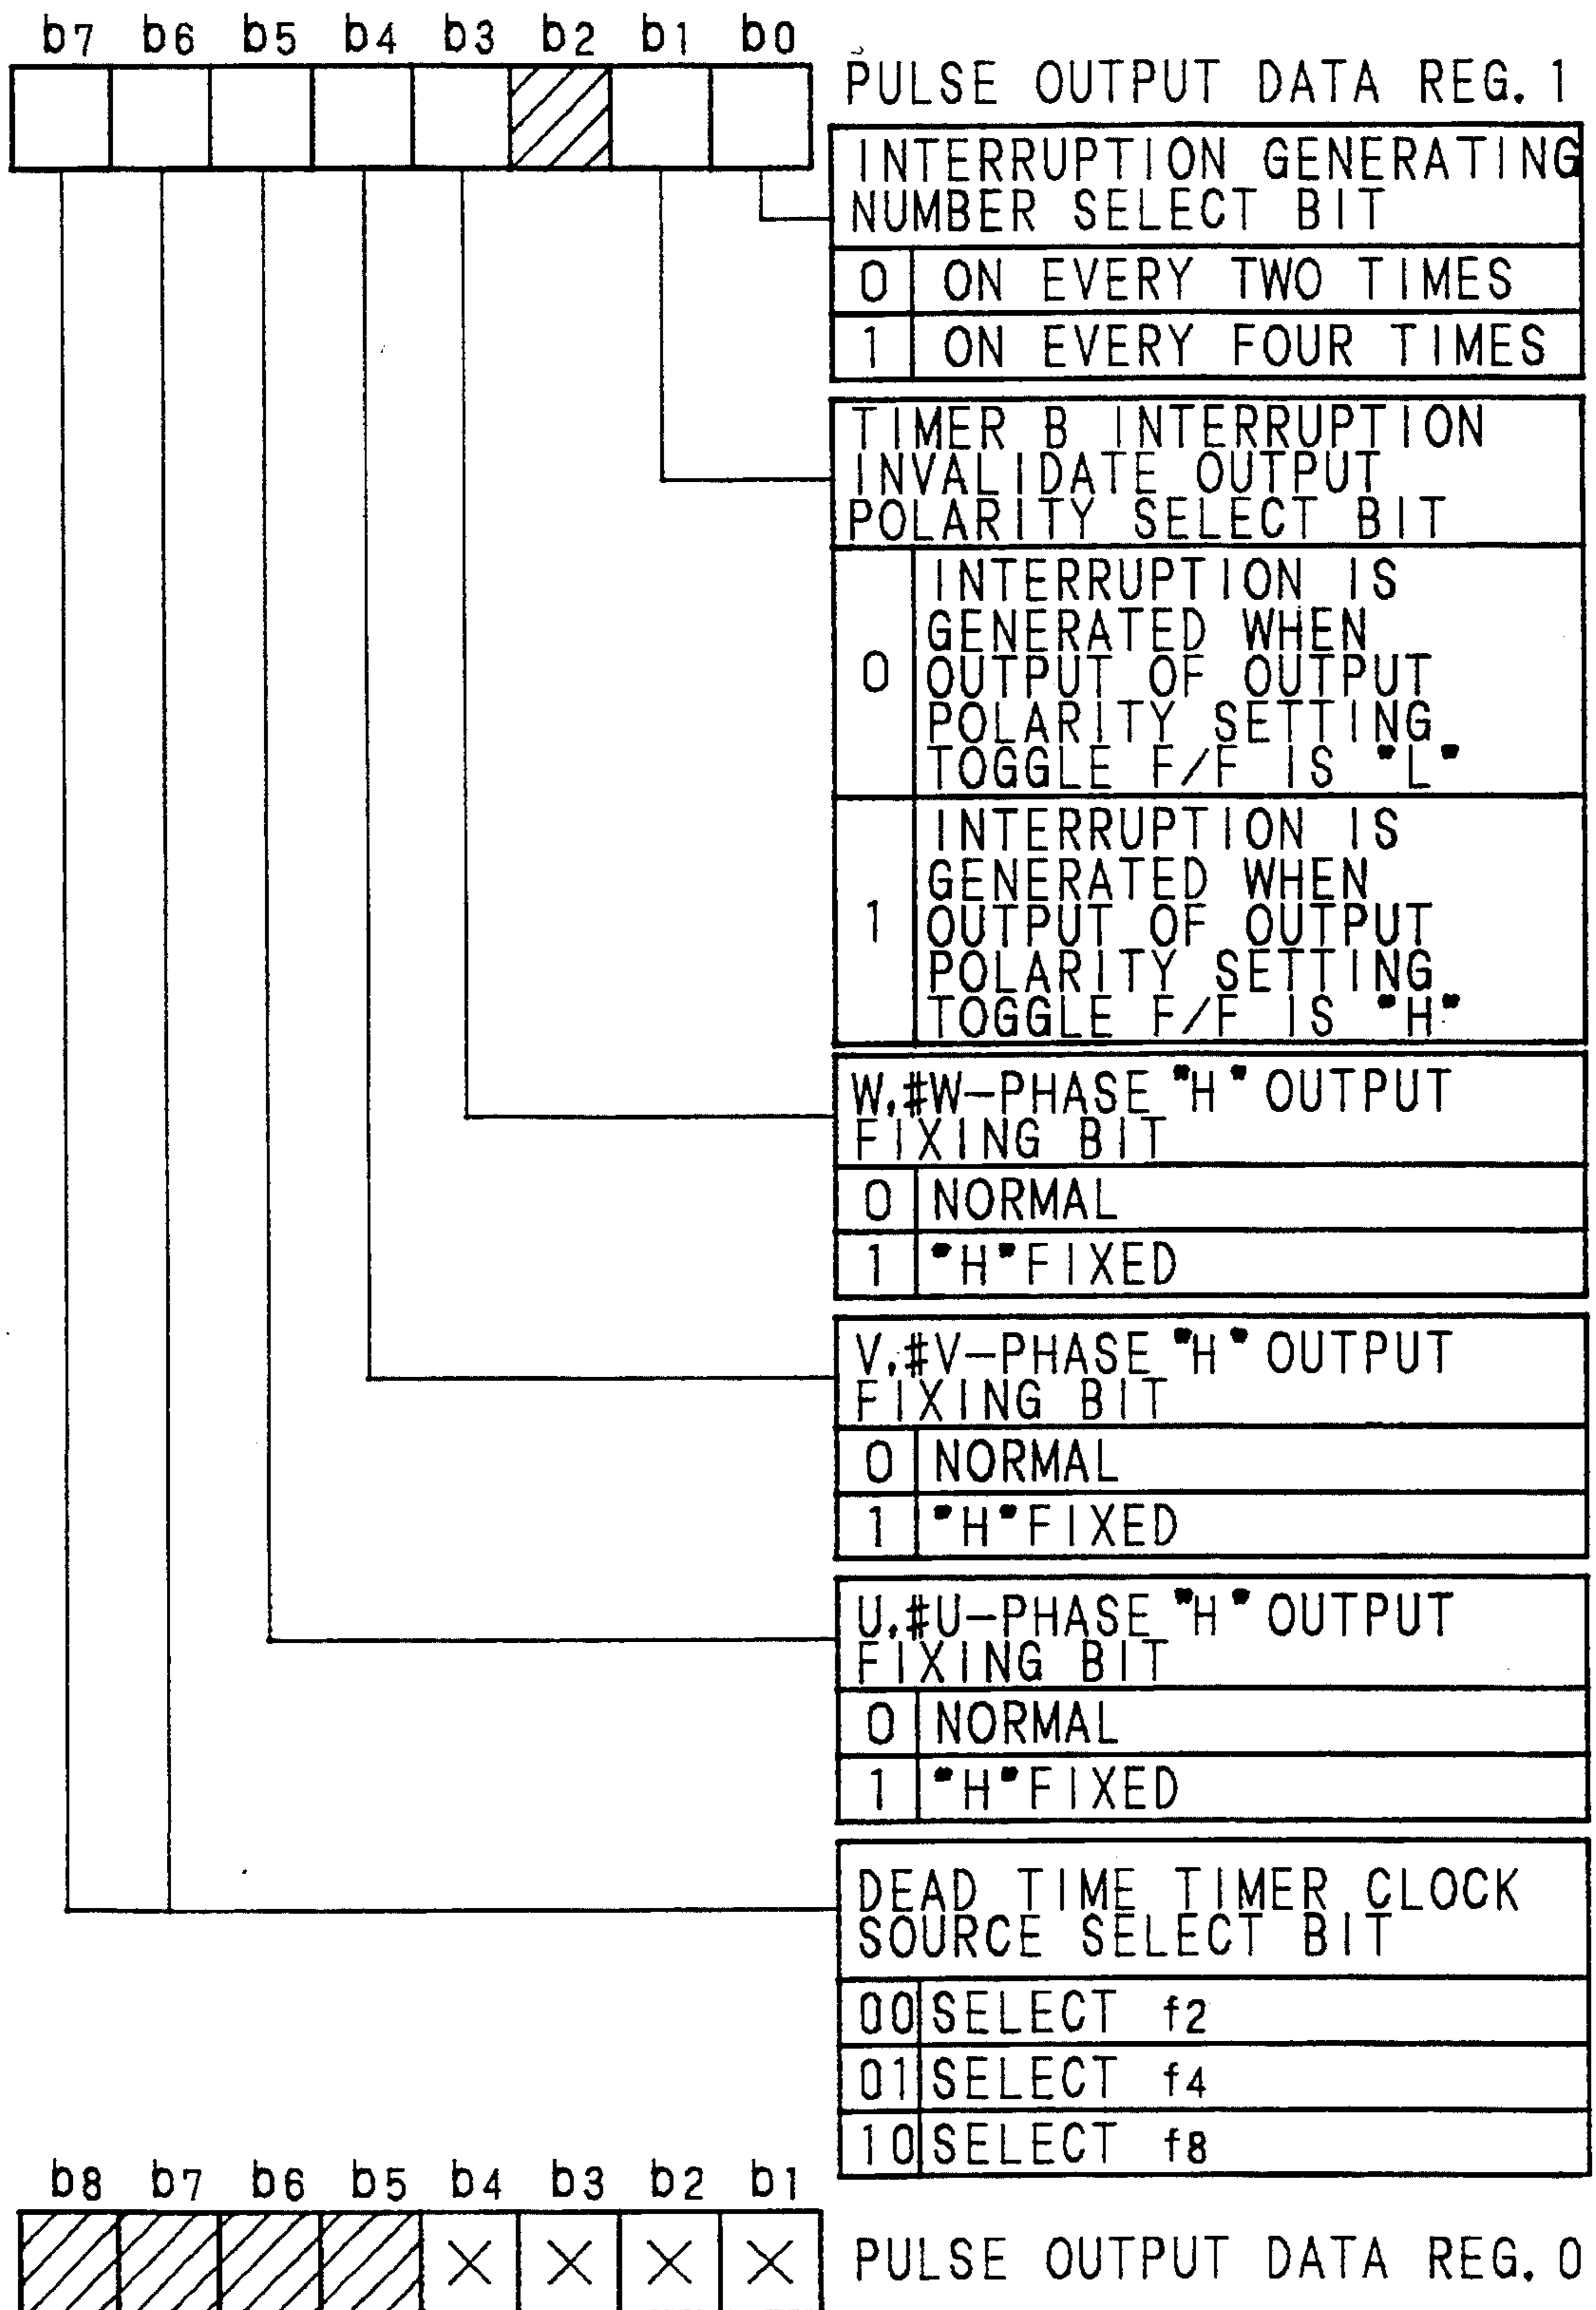 b7 b6 b5 b4 b3 b2 b1 b0
PULSE OUTPUT DATA REG. 1
INTERRUPTION GENERATING
NUMBER SELECT BIT
0 ON EVERY TWO TIMES
1 ON EVERY FOUR TIMES
TIMER B INTERRUPTION
INVALIDATE OUTPUT
POLARITY SELECT BIT
0
INTERRUPTION IS
GENERATED WHEN
OUTPUT OF OUTPUT
POLARITY SETTING
TOGGLE F/F IS "L"
1
INTERRUPTION IS
GENERATED WHEN
OUTPUT OF OUTPUT
POLARITY SETTING
TOGGLE F/F IS "H"
W.#W-PHASE "H" OUTPUT
FIXING BIT
0 NORMAL
1 "H" FIXED
V.#V-PHASE "H" OUTPUT
FIXING BIT
0 NORMAL
1 "H" FIXED
U.#U-PHASE "H" OUTPUT
FIXING BIT
0 NORMAL
1 "H" FIXED
DEAD TIME TIMER CLOCK
SOURCE SELECT BIT
00 SELECT f2
01 SELECT f4
10 SELECT f8
b8 b7 b6 b5 b4 b3 b2 b1
× × × ×
PULSE OUTPUT DATA REG. 0